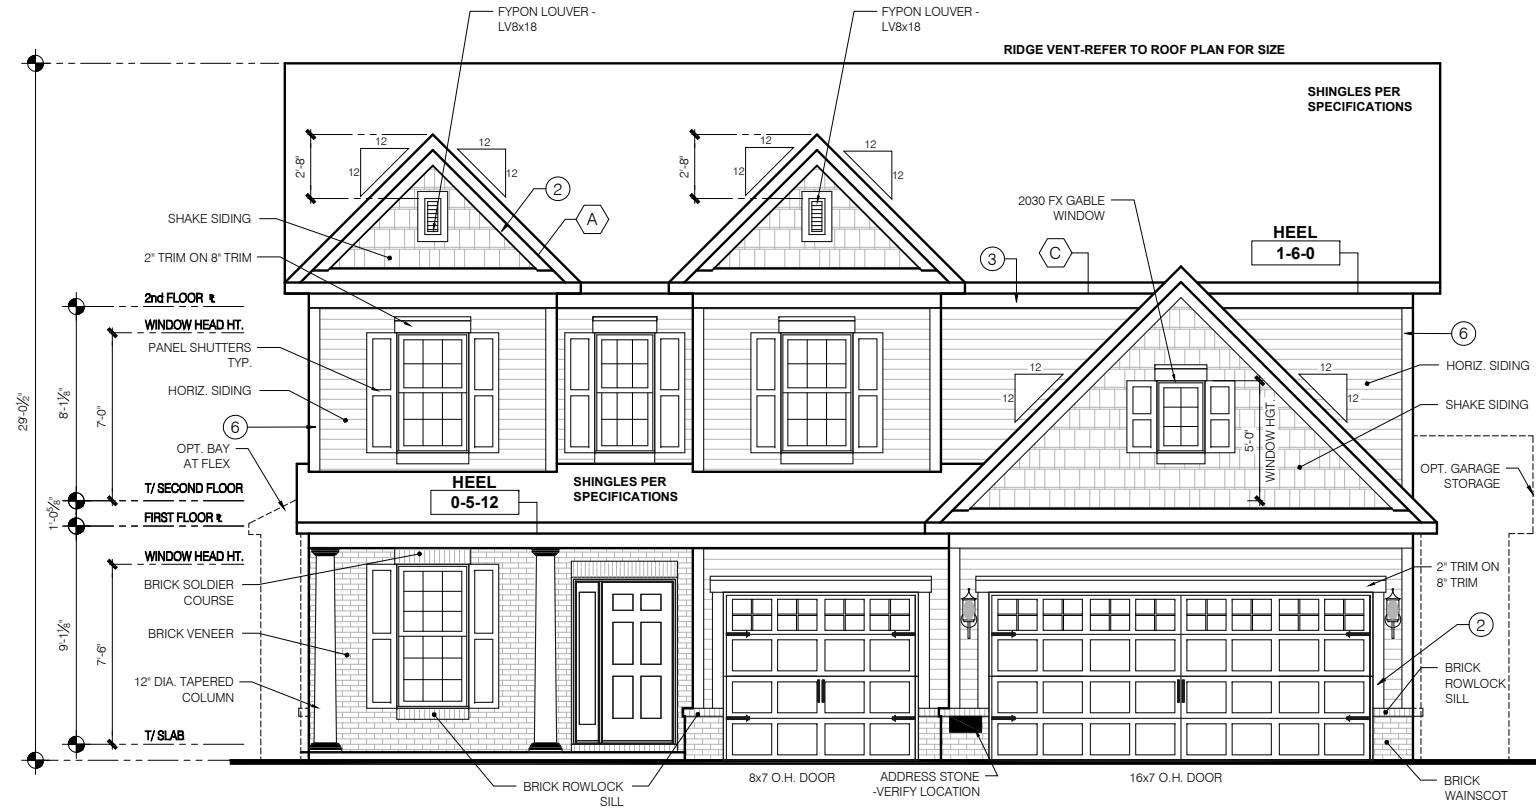 FYPON LOUVER -
LV8x18
FYPON LOUVER -
LV8x18
RIDGE VENT-REFER TO ROOF PLAN FOR SIZE
SHINGLES PER
SPECIFICATIONS
12
12
12
12
2'-8"
12
12
12
12
2'-8"
2
A
SHAKE SIDING
2" TRIM ON 8" TRIM
2030 FX GABLE
WINDOW
HEEL
1-6-0
3
C
2nd FLOOR ℄
WINDOW HEAD HT.
PANEL SHUTTERS
TYP.
HORIZ. SIDING
6
OPT. BAY
AT FLEX
T/ SECOND FLOOR
FIRST FLOOR ℄
WINDOW HEAD HT.
29'-0½"
8'-1⅛"
7'-0"
1'-0⅝"
9'-1⅛"
7'-6"
6
HORIZ. SIDING
SHAKE SIDING
12
12
12
12
5'-0"
WINDOW HGT.
OPT. GARAGE
STORAGE
HEEL
0-5-12
SHINGLES PER
SPECIFICATIONS
BRICK SOLDIER
COURSE
BRICK VENEER
12" DIA. TAPERED
COLUMN
T/ SLAB
2" TRIM ON
8" TRIM
2
BRICK
ROWLOCK
SILL
BRICK ROWLOCK
SILL
8x7 O.H. DOOR
ADDRESS STONE
-VERIFY LOCATION
16x7 O.H. DOOR
BRICK
WAINSCOT